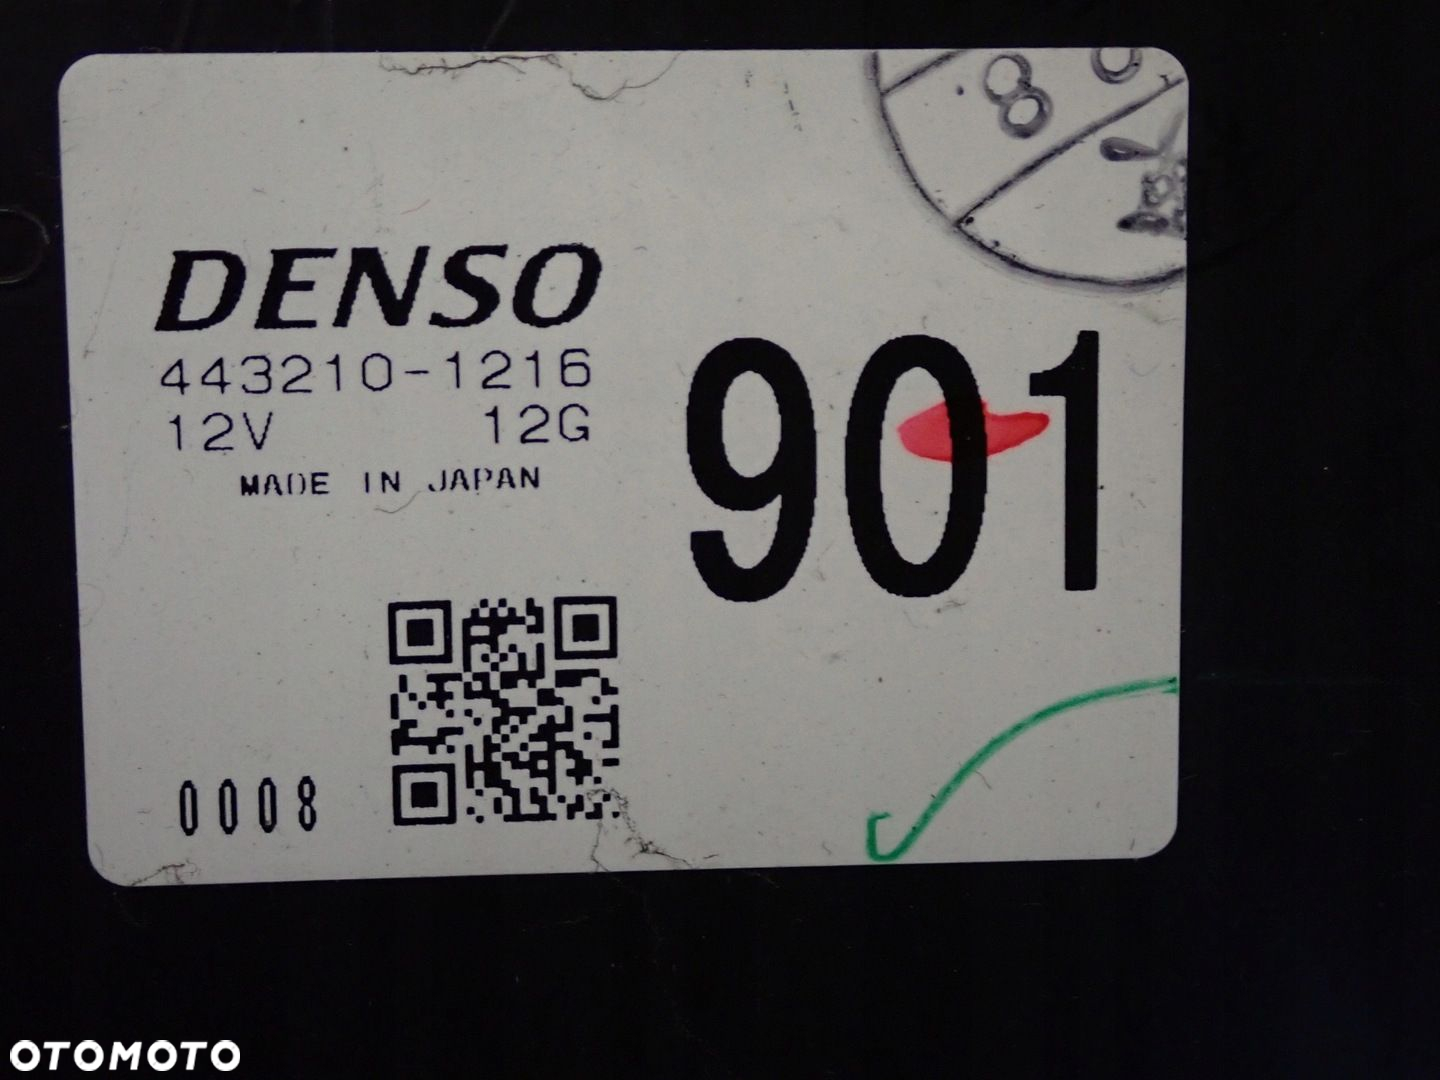 DENSO
443210-1216
12V 12G
MADE IN JAPAN
901
0008
OTOMOTO